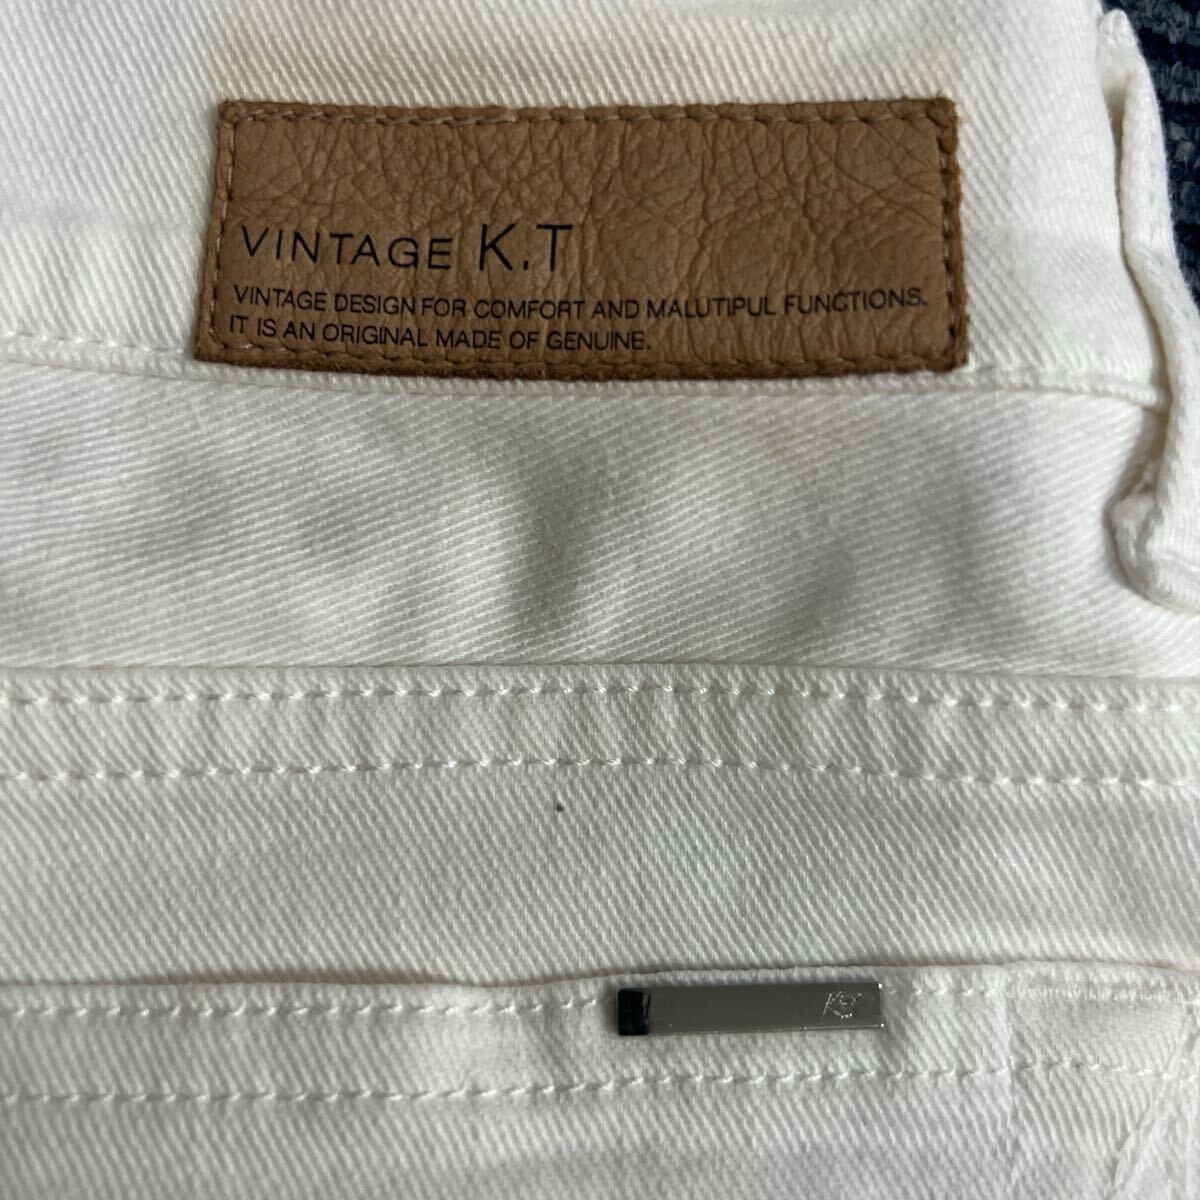 VINTAGE K.T
VINTAGE DESIGN FOR COMFORT AND MALUTIPUL FUNCTIONS.
IT IS AN ORIGINAL MADE OF GENUINE.